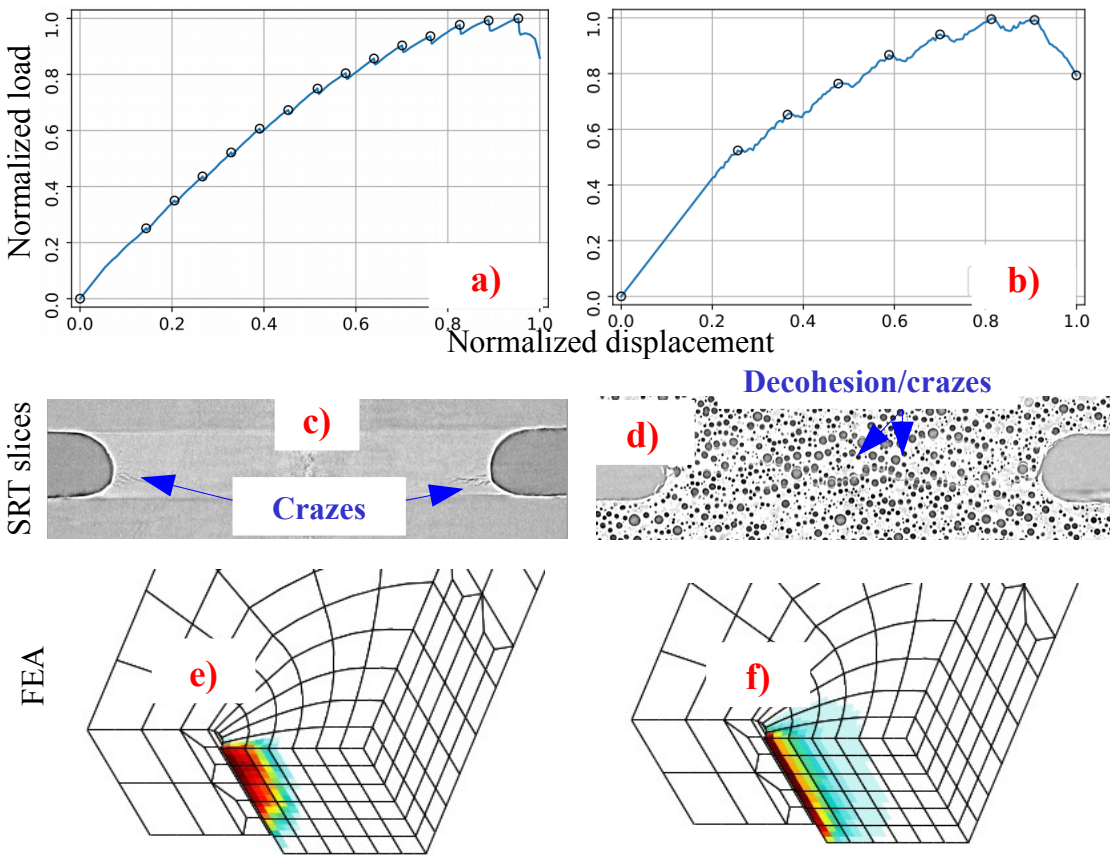 Normalized load
1.0
0.8
0.6
0.4
0.2
0.0
0.0 0.2 0.4 0.6 0.8 1.0
a)
1.0
0.8
0.6
0.4
0.2
0.0
0.0 0.2 0.4 0.6 0.8 1.0
b)
Normalized displacement
SRT slices
c)
Crazes
Decohesion/crazes
d)
FEA
e)
f)